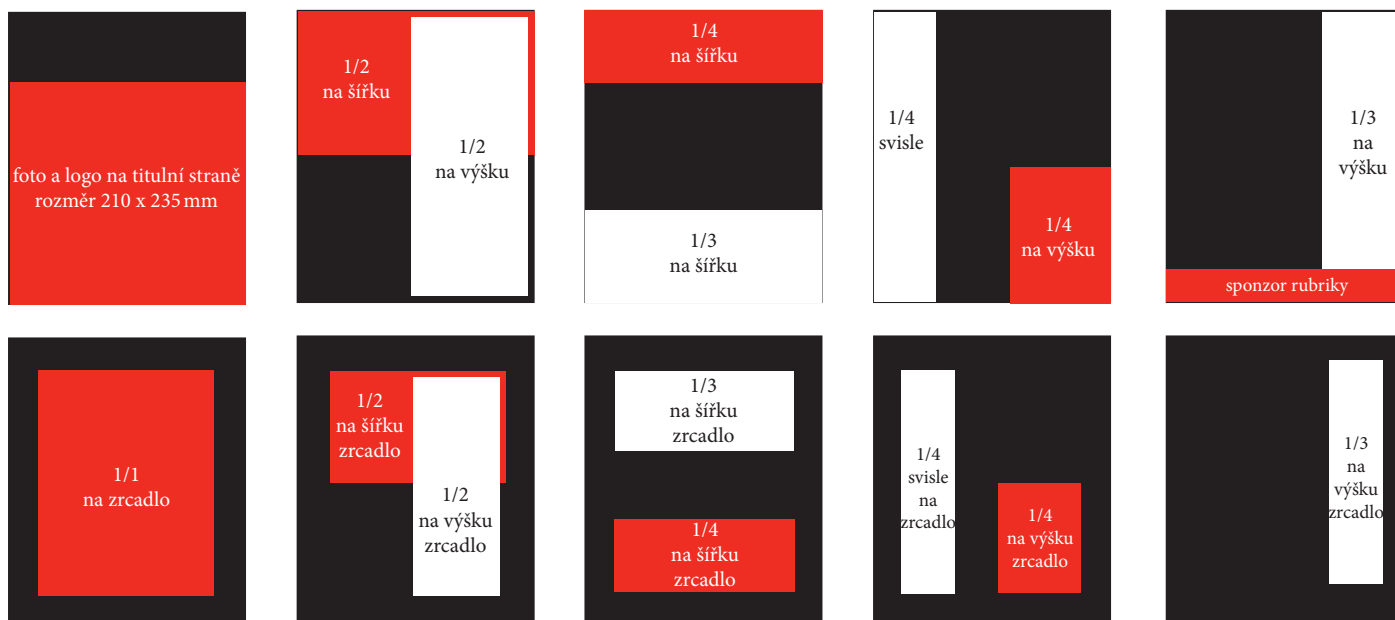 foto a logo na titulní straně
rozměr 210 x 235 mm
1/2
na šířku
1/2
na výšku
1/4
na šířku
1/3
na šířku
1/4
svisle
1/4
na výšku
1/3
na
výšku
sponzor rubriky
1/1
na zrcadlo
1/2
na šířku
zrcadlo
1/2
na výšku
zrcadlo
1/3
na šířku
zrcadlo
1/4
na šířku
zrcadlo
1/4
svisle
na
zrcadlo
1/4
na výšku
zrcadlo
1/3
na
výšku
zrcadlo